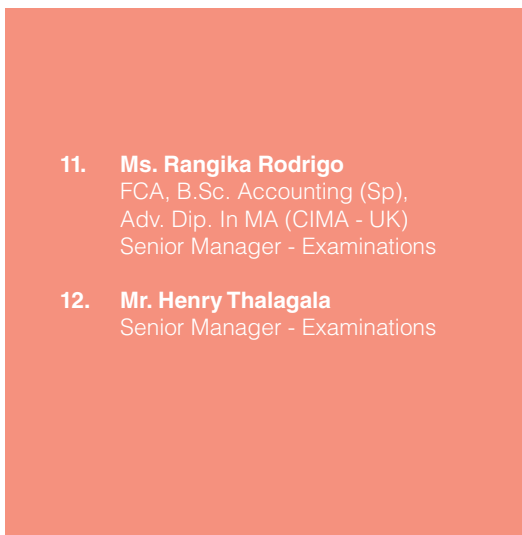 11. Ms. Rangika Rodrigo
FCA, B.Sc. Accounting (Sp),
Adv. Dip. In MA (CIMA - UK)
Senior Manager - Examinations
12. Mr. Henry Thalagala
Senior Manager - Examinations